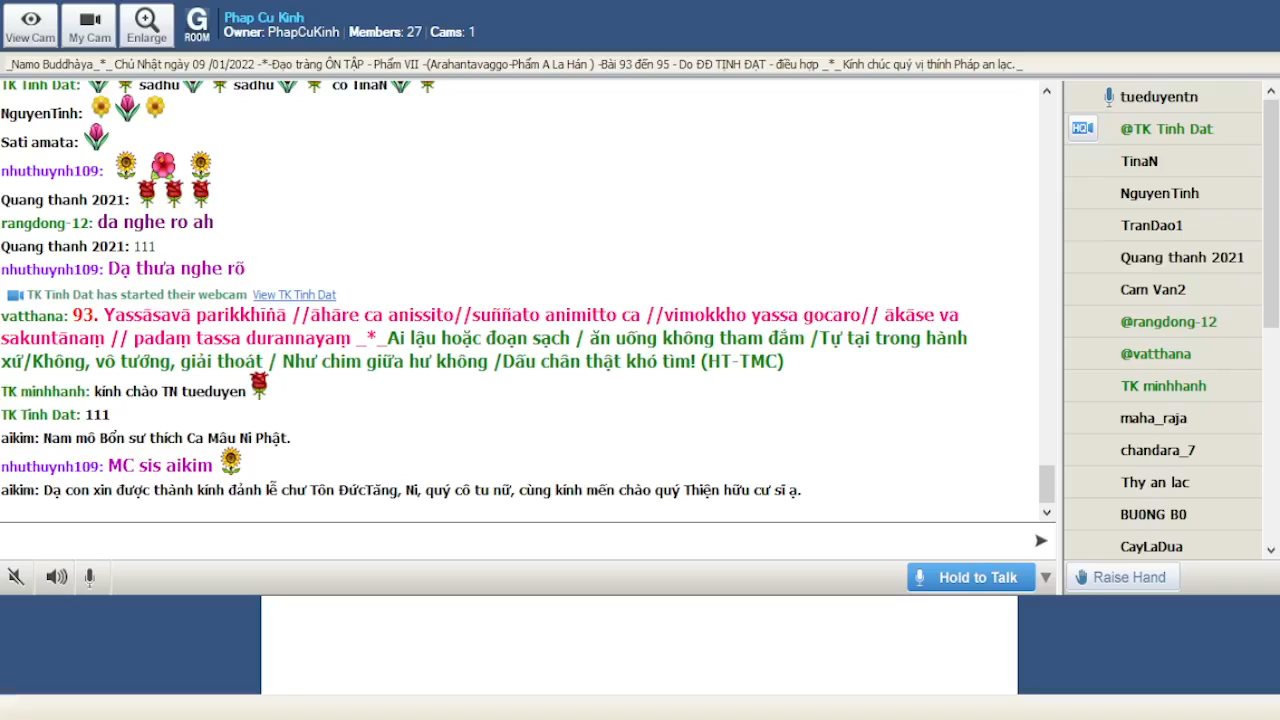 View Cam
My Cam
Enlarge
G
ROOM
Phap Cu Kinh
Owner: PhapCuKinh | Members: 27 | Cams: 1
_Namo Buddhàya_*_ Chủ Nhật ngày 09 /01/2022 -*-Đạo tràng ÔN TẬP - Phẩm VII -(Arahantavaggo-Phẩm A La Hán ) -Bài 93 đến 95 - Do ĐĐ TỊNH ĐẠT - điều hợp _*_ Kính chúc quý vị thính Pháp an lạc._
TK Tinh Dat: sadhu sadhu co TinaN
NguyenTinh:
Sati amata:
nhuthuynh109:
Quang thanh 2021:
rangdong-12: da nghe ro ah
Quang thanh 2021: 111
nhuthuynh109: Dạ thưa nghe rõ
TK Tinh Dat has started their webcam View TK Tinh Dat
vatthana: 93. Yassāsavā parikkhīṅā //āhāre ca anissito//suññato animitto ca //vimokkho yassa gocaro// ākāse va
sakuntānaṃ // padaṃ tassa durannayaṃ _*_Ai lậu hoặc đoạn sạch / ăn uống không tham đắm /Tự tại trong hành
xứ/Không, vô tướng, giải thoát / Như chim giữa hư không /Dấu chân thật khó tìm! (HT-TMC)
TK minhhanh: kính chào TN tueduyen
TK Tinh Dat: 111
aikim: Nam mô Bổn sư thích Ca Mâu Ni Phật.
nhuthuynh109: MC sis aikim
aikim: Dạ con xin được thành kính đảnh lễ chư Tôn ĐứcTăng, Ni, quý cô tu nữ, cùng kính mến chào quý Thiện hữu cư sĩ ạ.
Hold to Talk
tueduyentn
HD
@TK Tinh Dat
TinaN
NguyenTinh
TranDao1
Quang thanh 2021
Cam Van2
@rangdong-12
@vatthana
TK minhhanh
maha_raja
chandara_7
Thy an lac
BU0NG B0
CayLaDua
Raise Hand